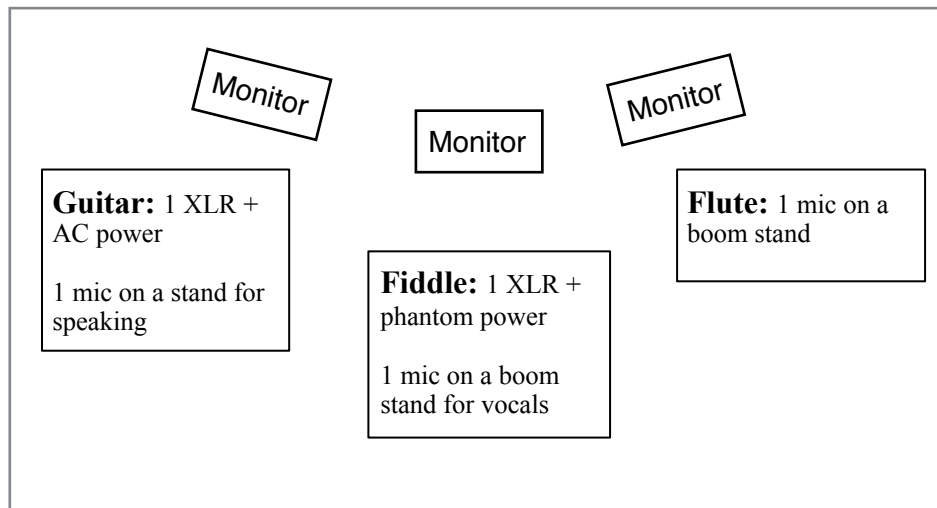 Monitor
Monitor
Monitor
Guitar: 1 XLR +
AC power
1 mic on a stand for
speaking
Fiddle: 1 XLR +
phantom power
1 mic on a boom
stand for vocals
Flute: 1 mic on a
boom stand